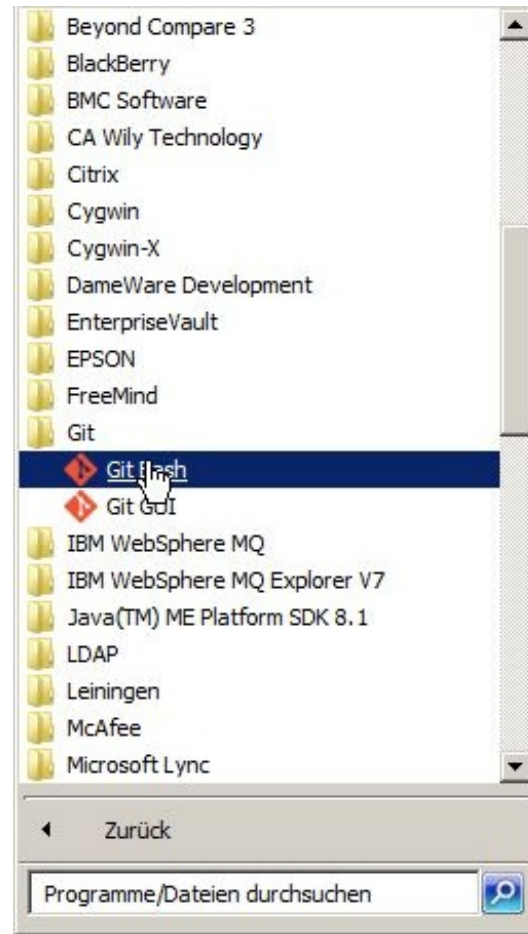 Beyond Compare 3
BlackBerry
BMC Software
CA Wily Technology
Citrix
Cygwin
Cygwin-X
DameWare Development
EnterpriseVault
EPSON
FreeMind
Git
Git Bash
Git GUI
IBM WebSphere MQ
IBM WebSphere MQ Explorer V7
Java(TM) ME Platform SDK 8.1
LDAP
Leiningen
McAfee
Microsoft Lync
Zurück
Programme/Dateien durchsuchen